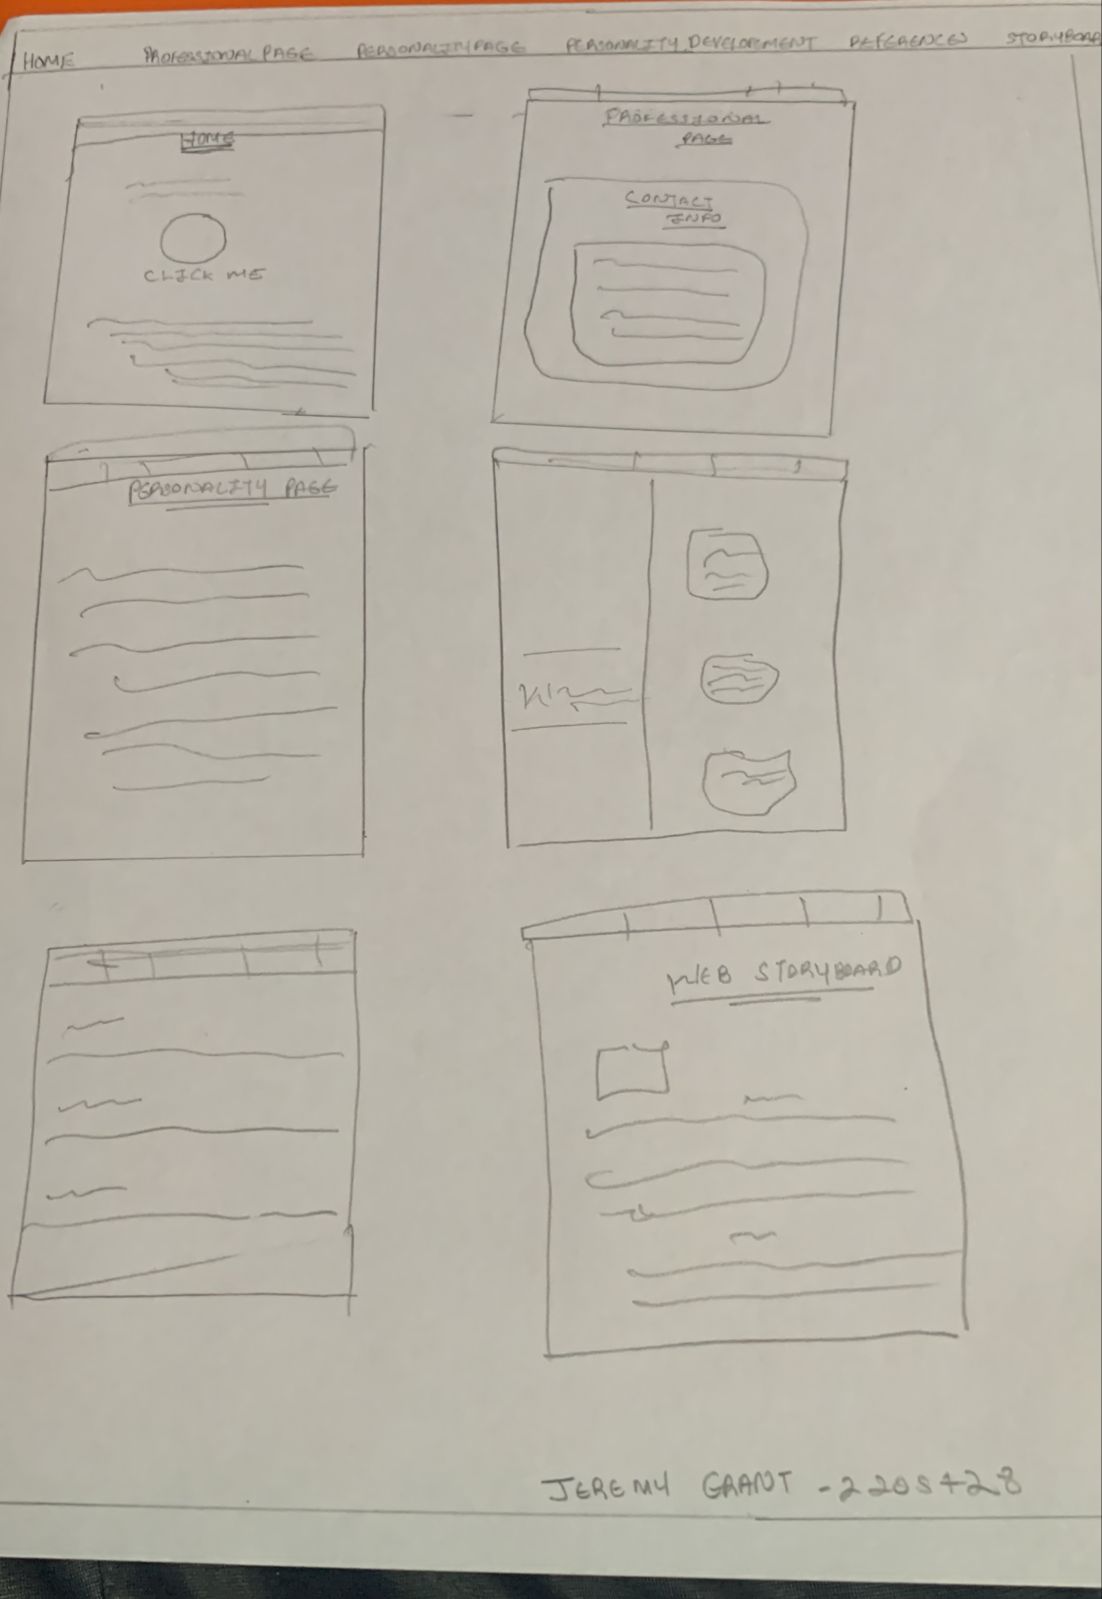 HOME PROFESSIONAL PAGE PERSONALITY PAGE PERSONALITY DEVELOPMENT REFERENCES STORYBOAR
HOME
CLICK ME
PROFESSIONAL
PAGE
CONTACT
INFO
PERSONALITY PAGE
WEB STORYBOARD
JEREMY GRANT - 2205428